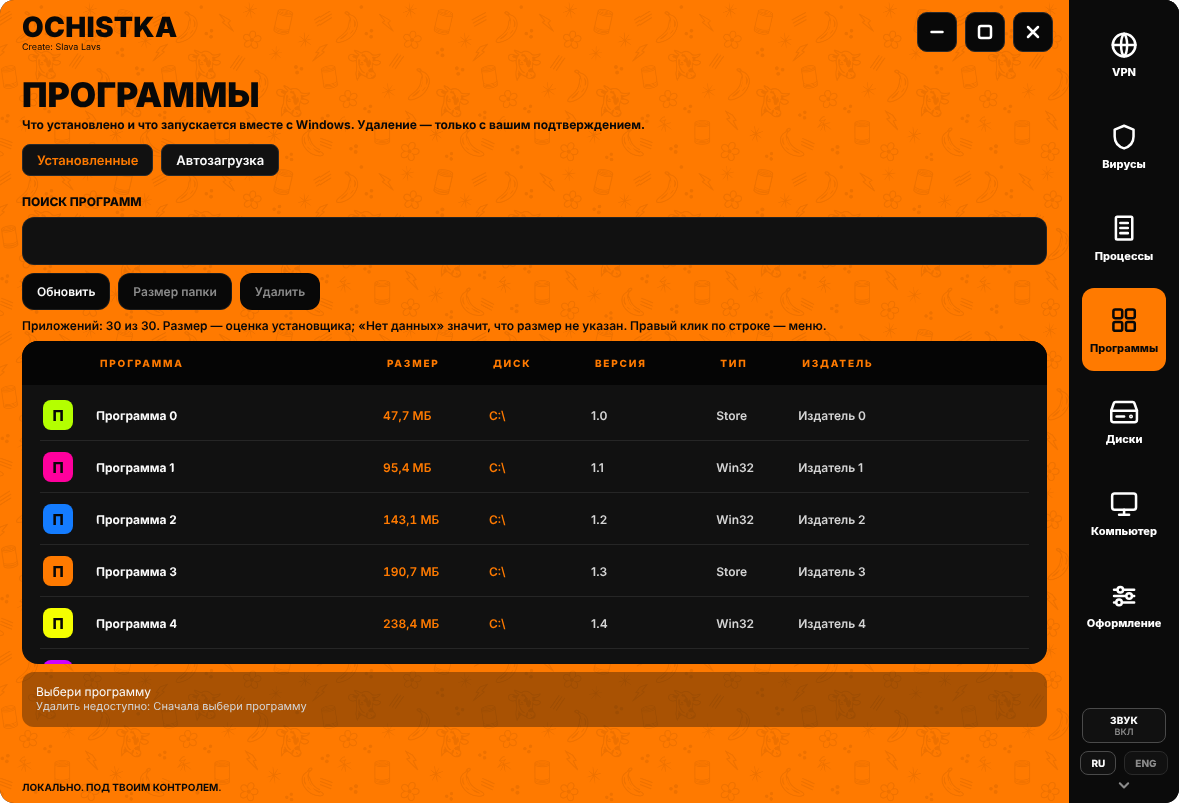 OCHISTKA
Create: Slava Lavs
ПРОГРАММЫ
Что установлено и что запускается вместе с Windows. Удаление — только с вашим подтверждением.
Установленные Автозагрузка
ПОИСК ПРОГРАММ
Обновить Размер папки Удалить
Приложений: 30 из 30. Размер — оценка установщика; «Нет данных» значит, что размер не указан. Правый клик по строке — меню.
ПРОГРАММА РАЗМЕР ДИСК ВЕРСИЯ ТИП ИЗДАТЕЛЬ
П Программа 0 47,7 МБ C:\ 1.0 Store Издатель 0
П Программа 1 95,4 МБ C:\ 1.1 Win32 Издатель 1
П Программа 2 143,1 МБ C:\ 1.2 Win32 Издатель 2
П Программа 3 190,7 МБ C:\ 1.3 Store Издатель 3
П Программа 4 238,4 МБ C:\ 1.4 Win32 Издатель 4
Выбери программу
Удалить недоступно: Сначала выбери программу
ЛОКАЛЬНО. ПОД ТВОИМ КОНТРОЛЕМ.
VPN
Вирусы
Процессы
Программы
Диски
Компьютер
Оформление
ЗВУК
ВКЛ
RU ENG